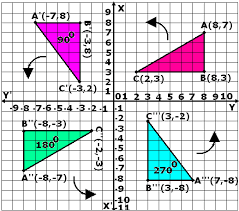 X
A'(-7,8)
B'(-3,8)
90°
A(8,7)
C'(-3,2)
C(2,3)
B(8,3)
8
7
6
5
4
3
2
1
Y'
-9 -8 -7 -6 -5 -4 -3 -2 -1
1 2 3 4 5 6 7 8 9
Y
B''(-8,-3)
C''(-2,-3)
180°
A''(-8,-7)
C'''(3,-2)
270°
B'''(3,-8)
A'''(7,-8)
-1
-2
-3
-4
-5
-6
-7
-8
-9
-10
-11
X'